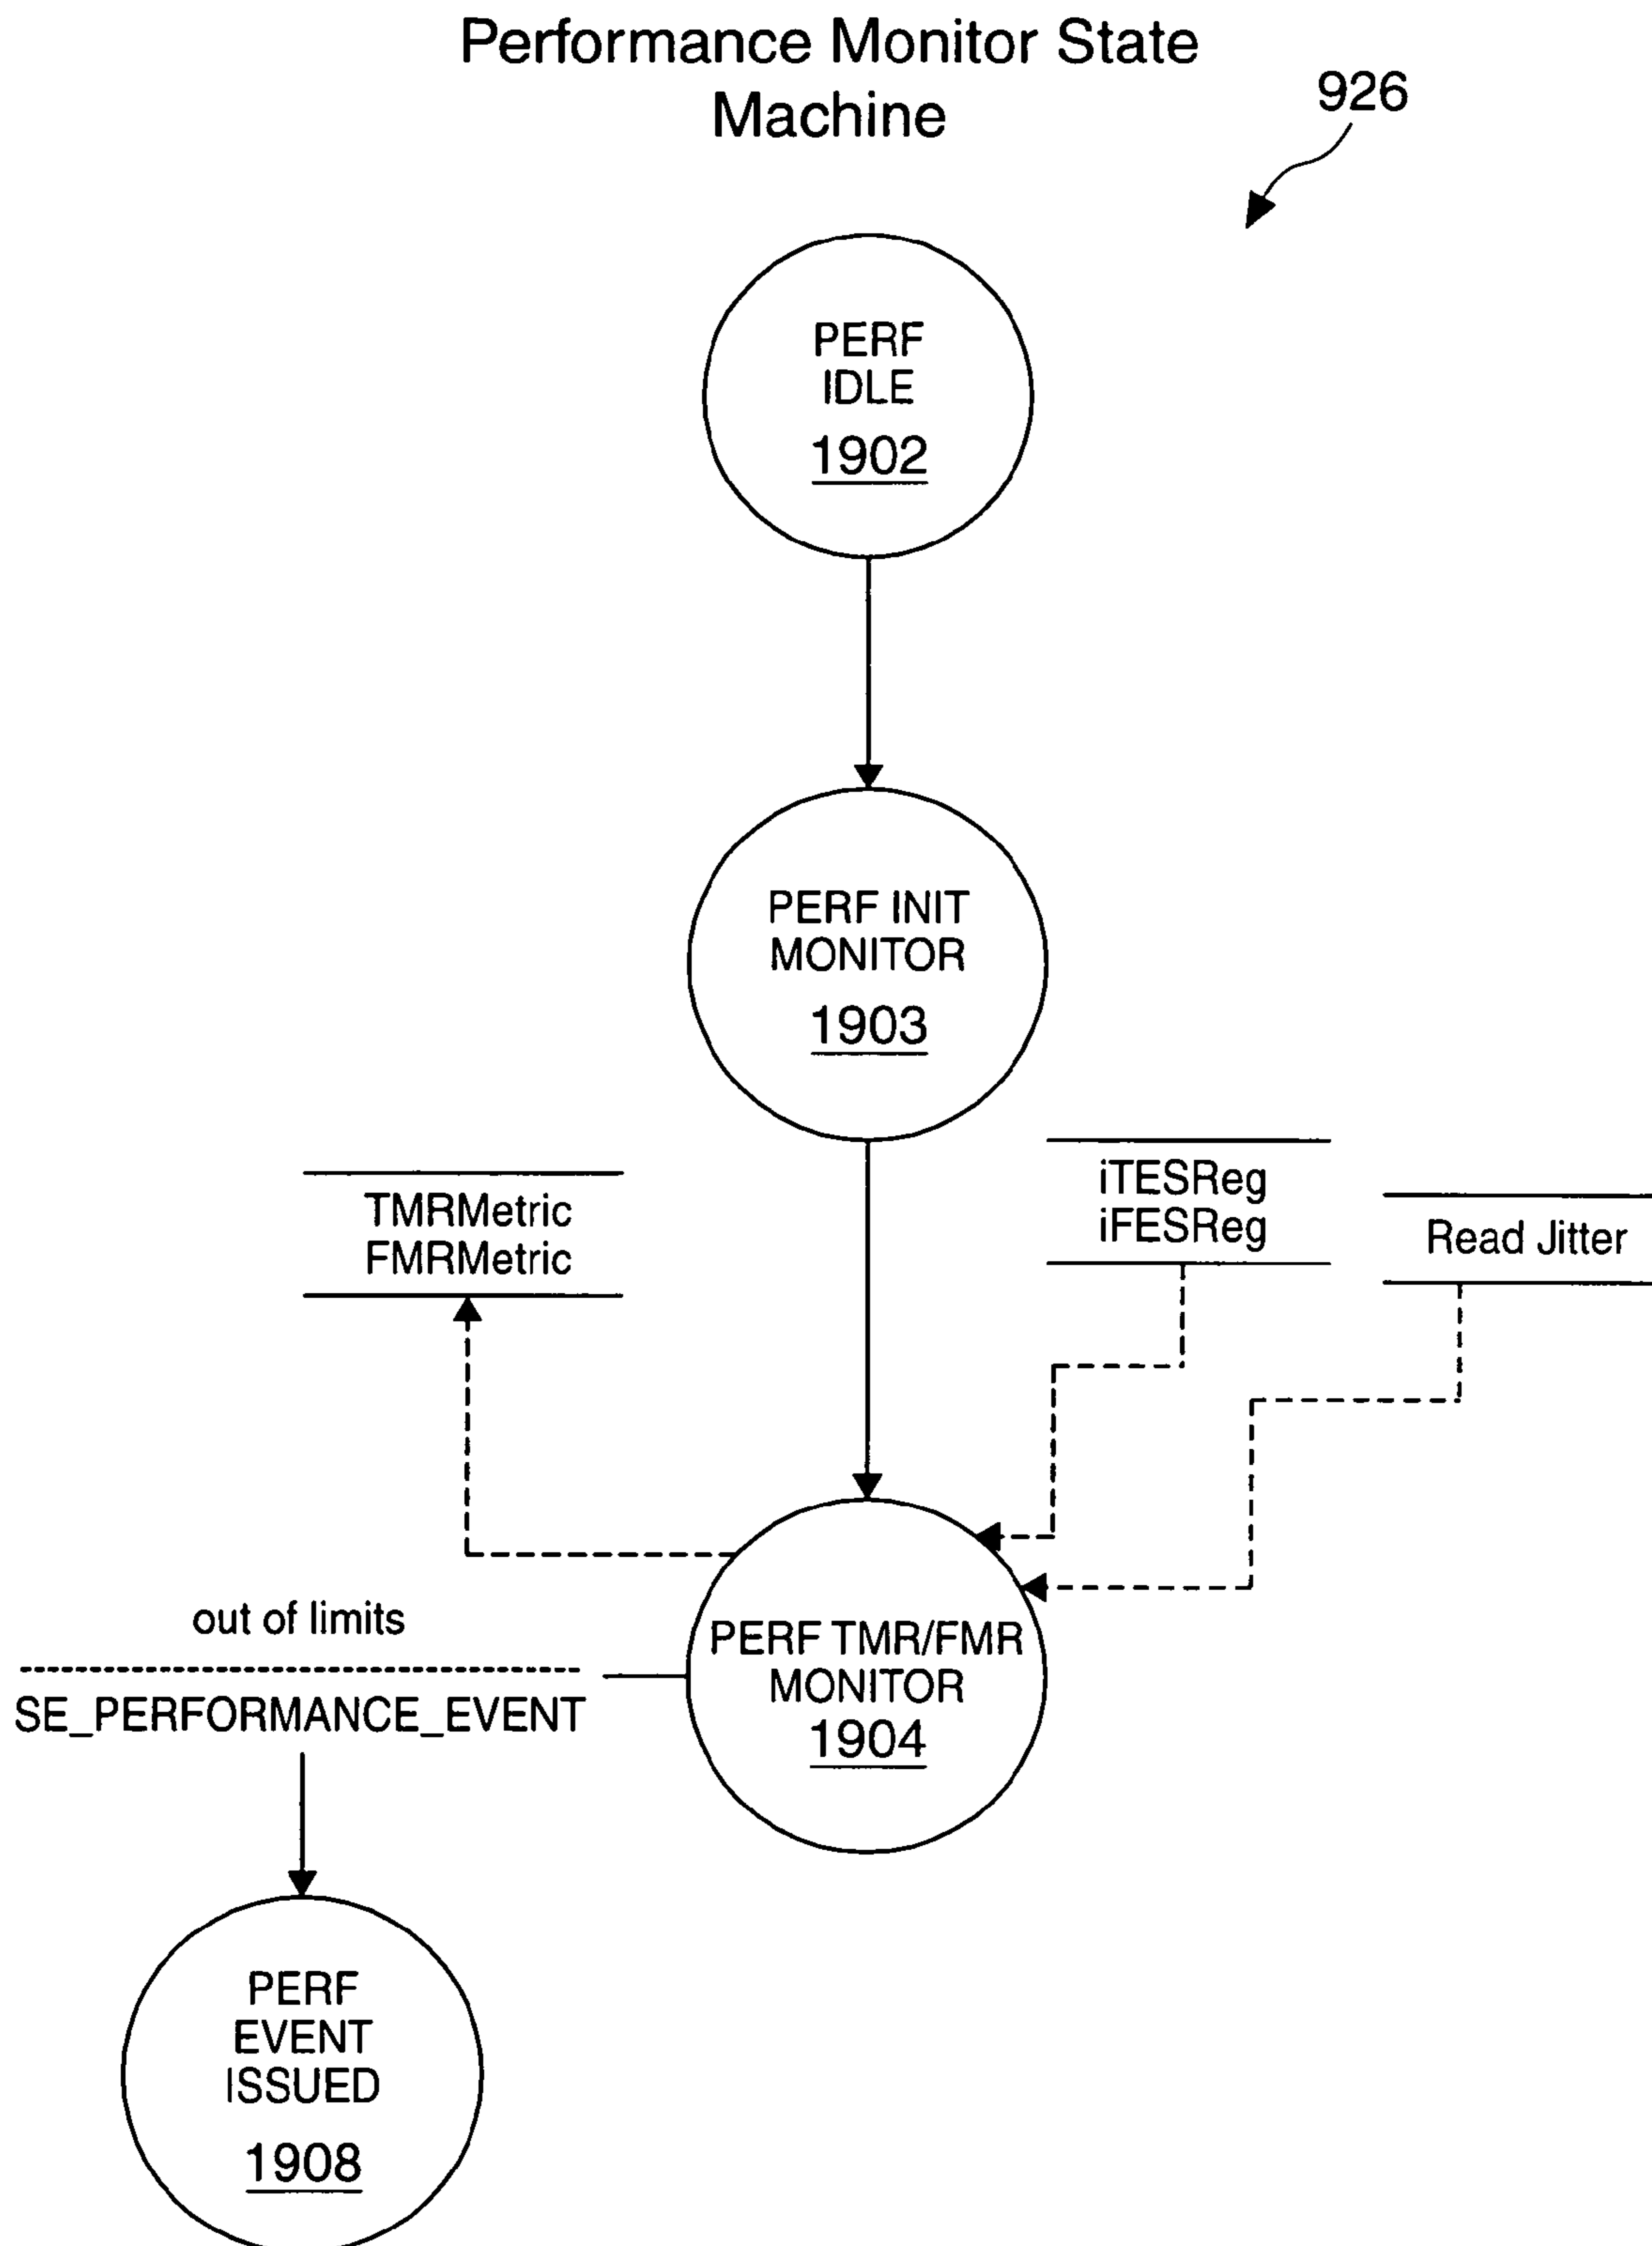 Performance Monitor State
Machine
926
PERF
IDLE
1902
PERF INIT
MONITOR
1903
TMRMetric
FMRMetric
iTESReg
iFESReg
Read Jitter
out of limits
SE_PERFORMANCE_EVENT
PERF TMR/FMR
MONITOR
1904
PERF
EVENT
ISSUED
1908